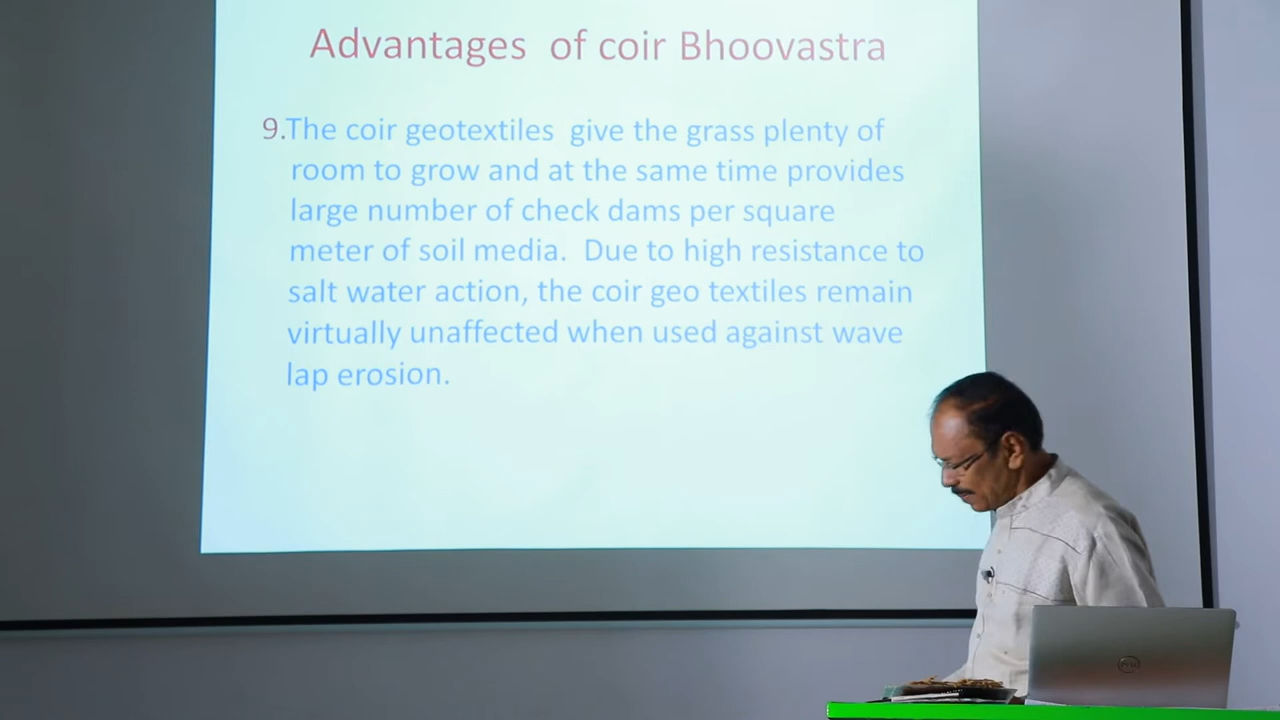 Advantages of coir Bhoovastra
9.The coir geotextiles give the grass plenty of
room to grow and at the same time provides
large number of check dams per square
meter of soil media. Due to high resistance to
salt water action, the coir geo textiles remain
virtually unaffected when used against wave
lap erosion.
DELL